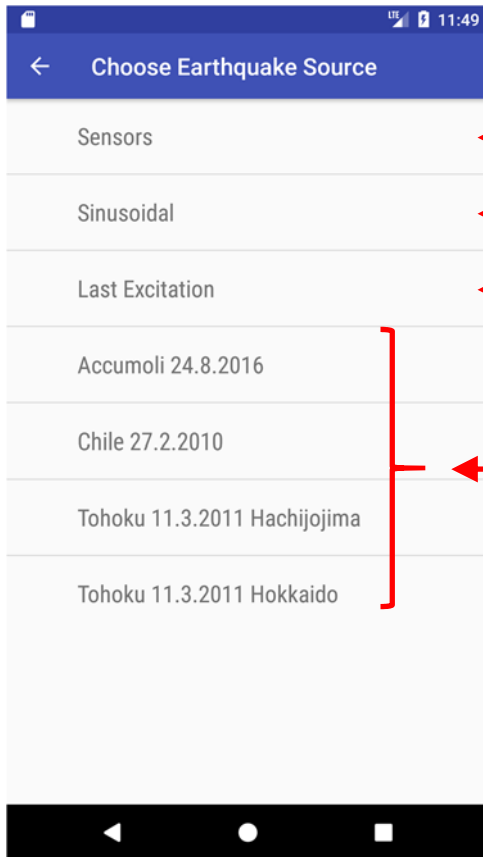 LTE 11:49
Choose Earthquake Source
Sensors
Sinusoidal
Last Excitation
Accumoli 24.8.2016
Chile 27.2.2010
Tohoku 11.3.2011 Hachijojima
Tohoku 11.3.2011 Hokkaido